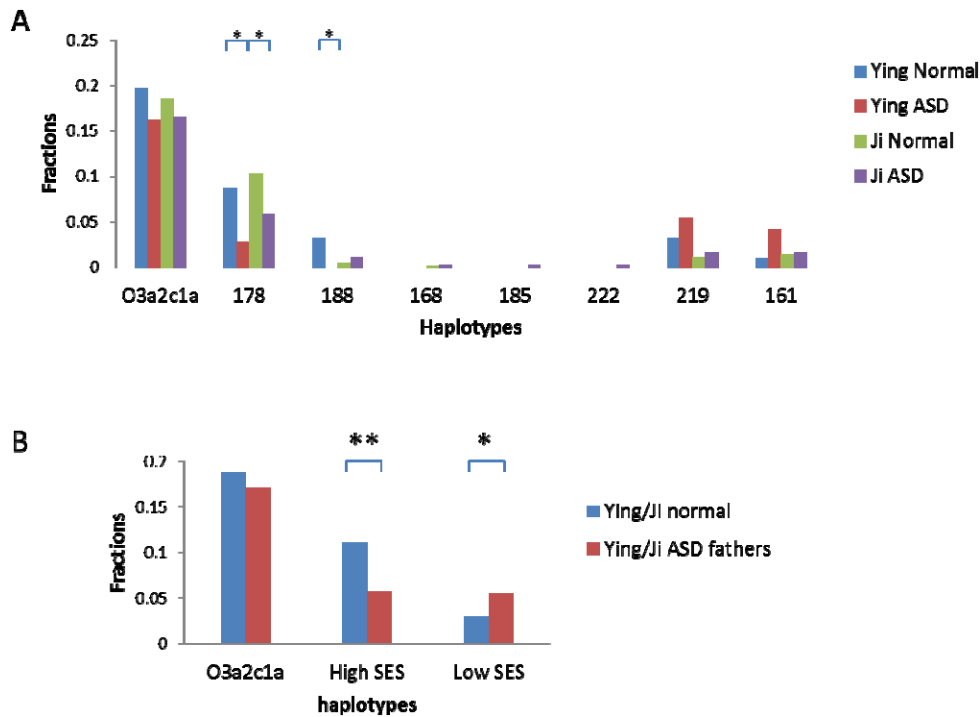 A
* * *
0.25
0.2
0.15
0.1
0.05
0
Fractions
O3a2c1a 178 188 168 185 222 219 161
Haplotypes
Ying Normal
Ying ASD
Ji Normal
Ji ASD
B
** *
0.2
0.15
0.1
0.05
0
Fractions
O3a2c1a High SES Low SES
haplotypes
Ying/Ji normal
Ying/Ji ASD fathers